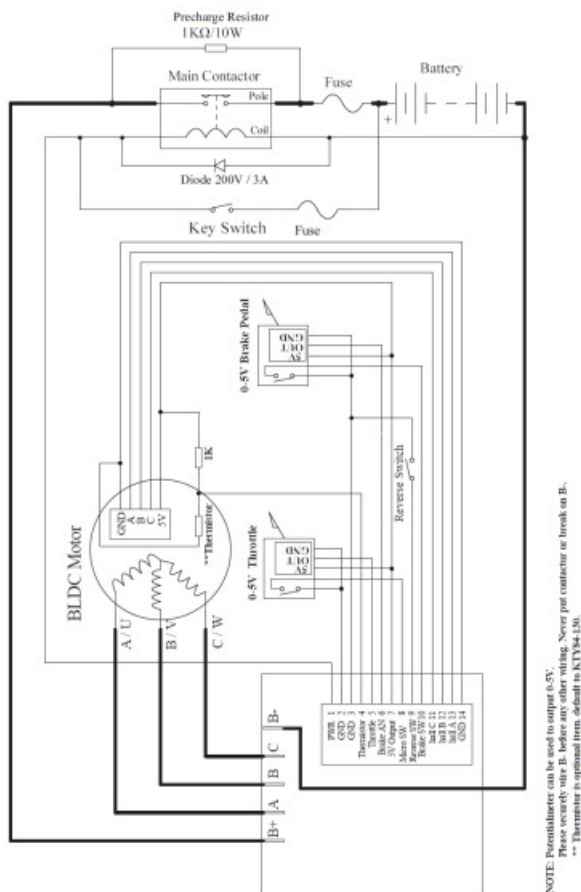 Precharge Resistor
1KΩ/10W
Main Contactor
Pole
Coil
Fuse
Battery
+
Diode 200V / 3A
Key Switch
Fuse
0-5V Brake Pedal
GND
OUT
5V
1K
Reverse Switch
BLDC Motor
GND
A
B
C
5V
**Thermistor
0-5V Throttle
GND
OUT
5V
A / U
B / V
C / W
B-
C
B
A
B+
PWR 1
GND 2
GND 3
Thermistor 4
Throttle 5
Brake AN 6
5V Output 7
Micro SW 8
Reverse SW 9
Brake SW10
hall C 11
hall B 12
hall A 13
GND 14
NOTE: Potentialmeter can be used to output 0-5V.
Please securely wire B- before any other wiring. Never put contactor or break on B-.
** Thermistor is optional item, default to KTY84-130.